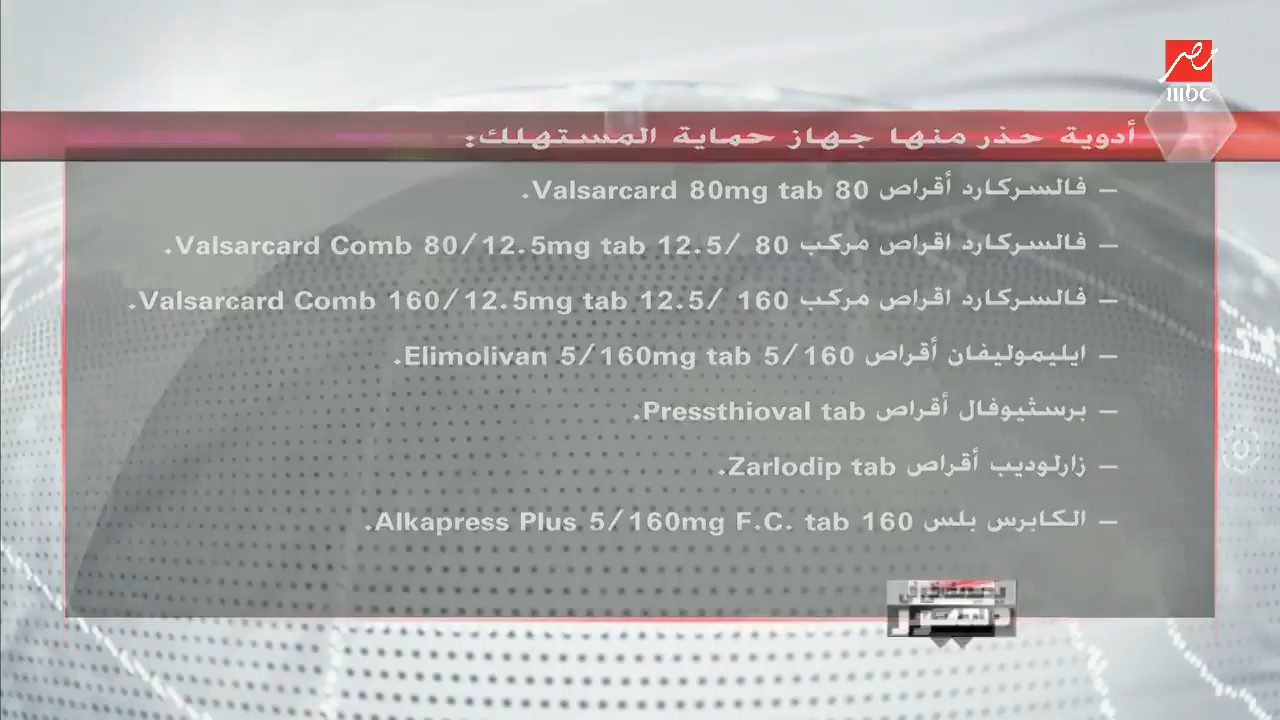 مصر
mbc
أدوية حذر منها جهاز حماية المستهلك:
– فالسركارد أقراص 80 Valsarcard 80mg tab.
– فالسركارد اقراص مركب 80 /12.5 Valsarcard Comb 80/12.5mg tab.
– فالسركارد اقراص مركب 160 /12.5 Valsarcard Comb 160/12.5mg tab.
– ايليموليفان أقراص 5/160 Elimolivan 5/160mg tab.
– برسثيوفال أقراص Pressthioval tab.
– زارلوديب أقراص Zarlodip tab.
– الكابرس بلس 160 Alkapress Plus 5/160mg F.C. tab.